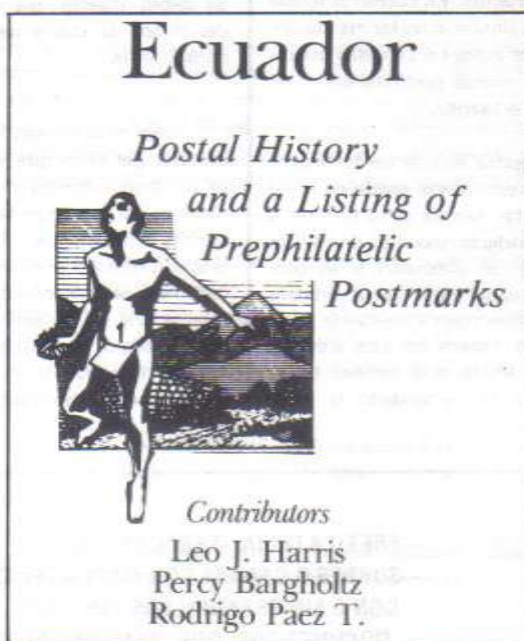 Ecuador
Postal History
and a Listing of
Prephilatelic
Postmarks
Contributors
Leo J. Harris
Percy Bargholtz
Rodrigo Paez T.